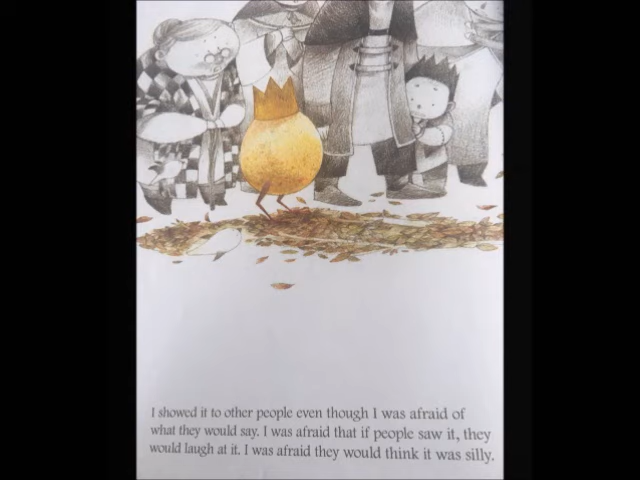 I showed it to other people even though I was afraid of
what they would say. I was afraid that if people saw it, they
would laugh at it. I was afraid they would think it was silly.